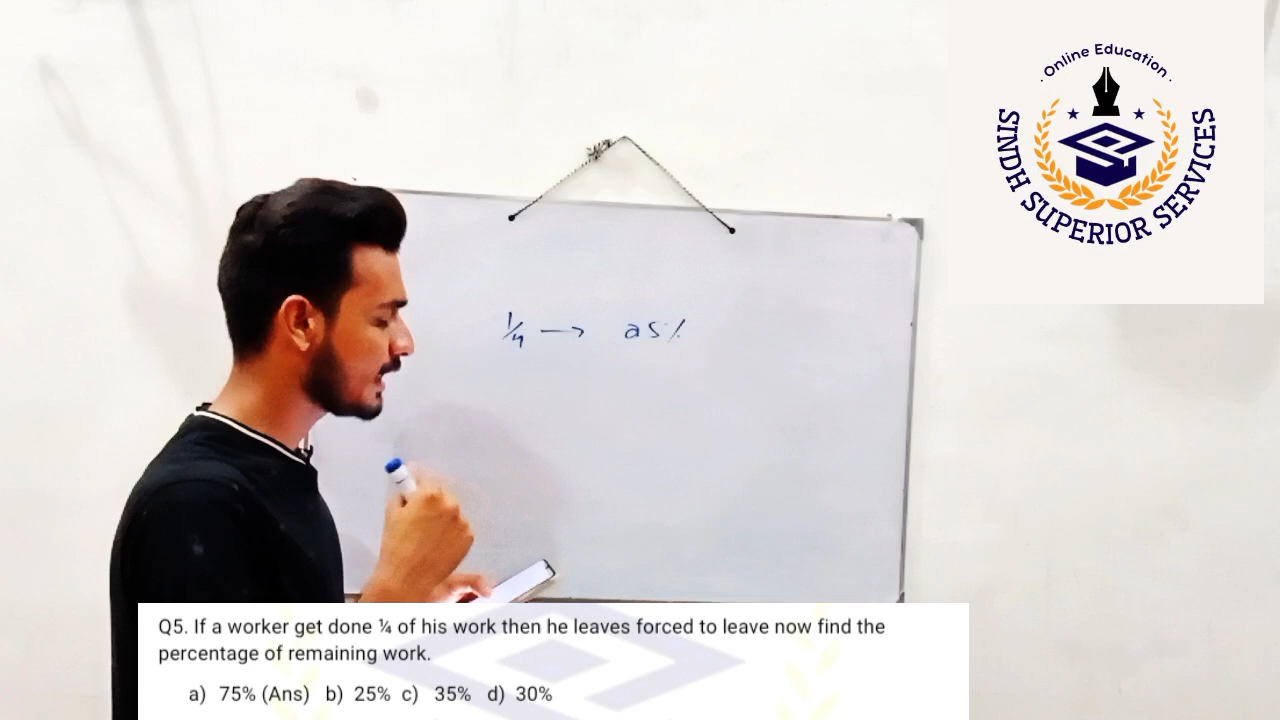 . Online Education .
SINDH SUPERIOR SERVICES
¼ → 25%
Q5. If a worker get done ¼ of his work then he leaves forced to leave now find the
percentage of remaining work.
a) 75% (Ans) b) 25% c) 35% d) 30%